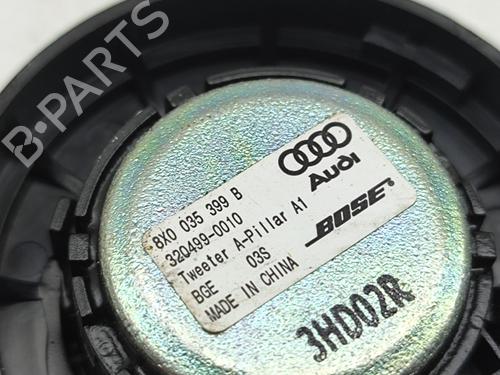 B-PARTS
8X0 035 399 B
320499-0010
Tweeter A-Pillar A1
BGE 03S
MADE IN CHINA
Audi
BOSE
3HD02R